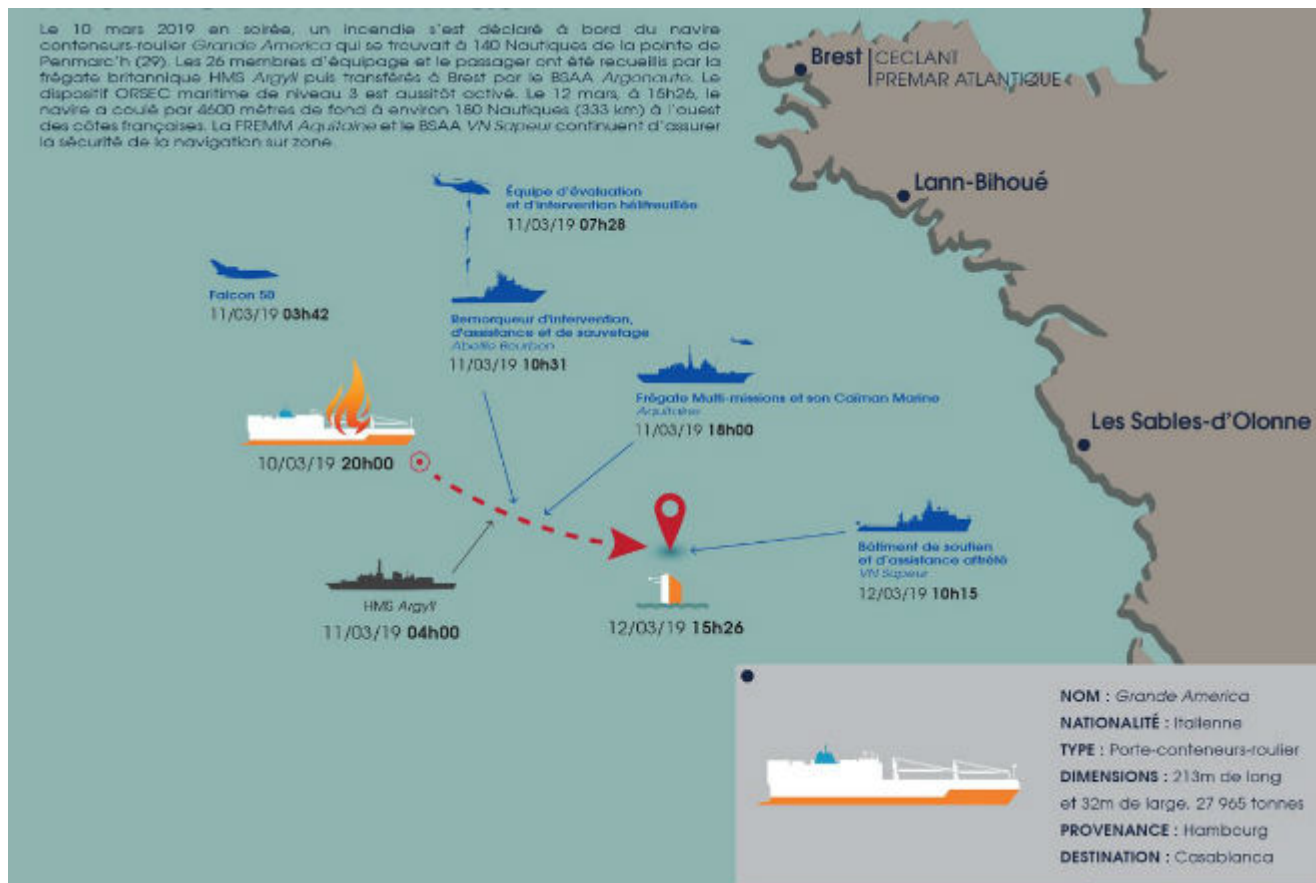 Le 10 mars 2019 en soirée, un incendie s'est déclaré à bord du navire
conteneurs-roulier Grande America qui se trouvait à 140 Nautiques de la pointe de
Penmarc'h (29). Les 26 membres d'équipage et le passager ont été recueillis par la
frégate britannique HMS Argyll puis transférés à Brest par le BSAA Argonaute. Le
dispositif ORSEC maritime de niveau 3 est aussitôt activé. Le 12 mars, à 15h26, le
navire a coulé par 4600 mètres de fond à environ 180 Nautiques (333 km) à l'ouest
des côtes françaises. La FREMM Aquitaine et le BSAA VN Sapeur continuent d'assurer
la sécurité de la navigation sur zone.
Brest
CECLANT
PREMAR ATLANTIQUE
Lann-Bihoué
Équipe d'évaluation
et d'intervention hélitreuillée
11/03/19 07h28
Falcon 50
11/03/19 03h42
Remorqueur d'intervention,
d'assistance et de sauvetage
Abeille Bourbon
11/03/19 10h31
Frégate Multi-missions et son Caïman Marine
Aquitaine
11/03/19 18h00
Les Sables-d'Olonne
10/03/19 20h00
Bâtiment de soutien
et d'assistance affrété
VN Sapeur
12/03/19 10h15
HMS Argyll
11/03/19 04h00
12/03/19 15h26
NOM : Grande America
NATIONALITÉ : Italienne
TYPE : Porte-conteneurs-roulier
DIMENSIONS : 213m de long
et 32m de large. 27 965 tonnes
PROVENANCE : Hambourg
DESTINATION : Casablanca